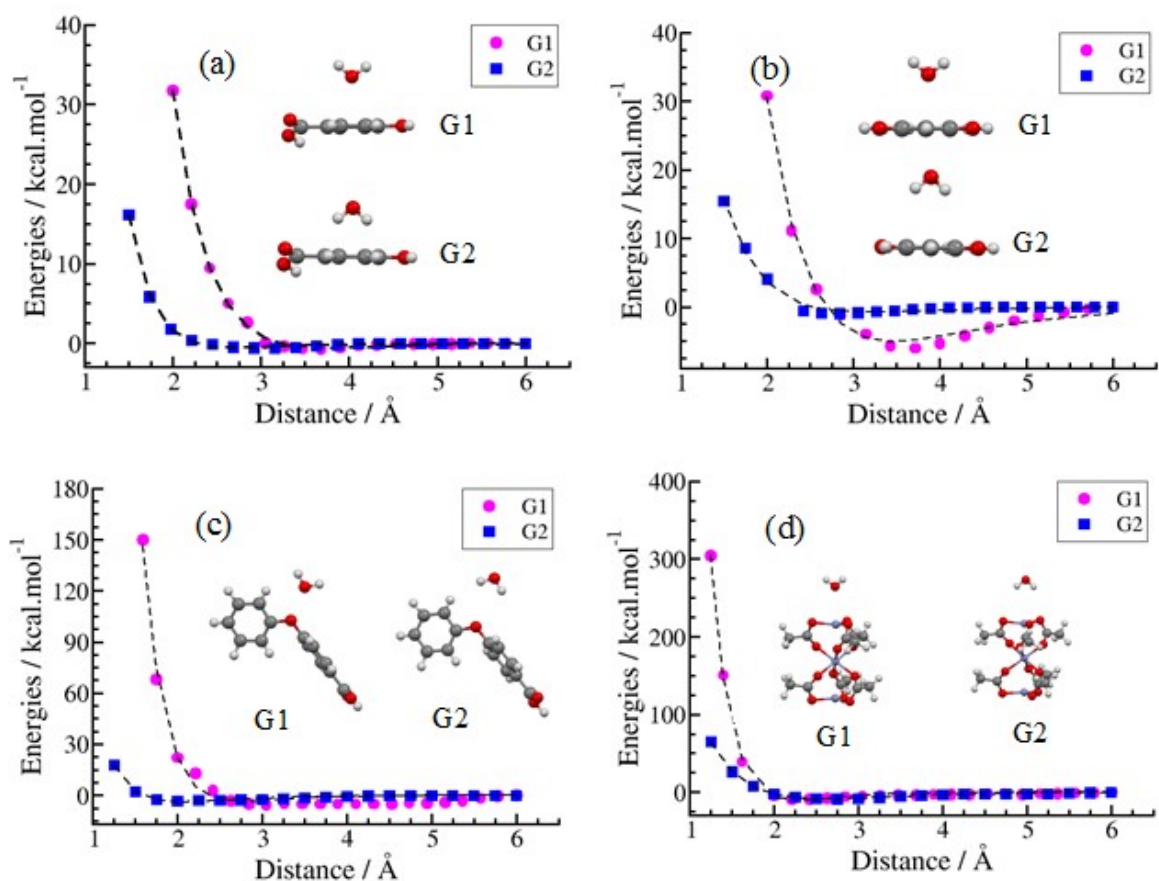 40
30
20
10
0
Energies / kcal.mol⁻¹
(a)
G1
G2
G1
G2
1 2 3 4 5 6
Distance / Å
40
30
20
10
0
Energies / kcal.mol⁻¹
(b)
G1
G2
G1
G2
1 2 3 4 5 6
Distance / Å
180
150
120
90
60
30
0
Energies / kcal.mol⁻¹
(c)
G1
G2
G1 G2
1 2 3 4 5 6
Distance / Å
400
300
200
100
0
Energies / kcal.mol⁻¹
(d)
G1
G2
G1 G2
1 2 3 4 5 6
Distance / Å